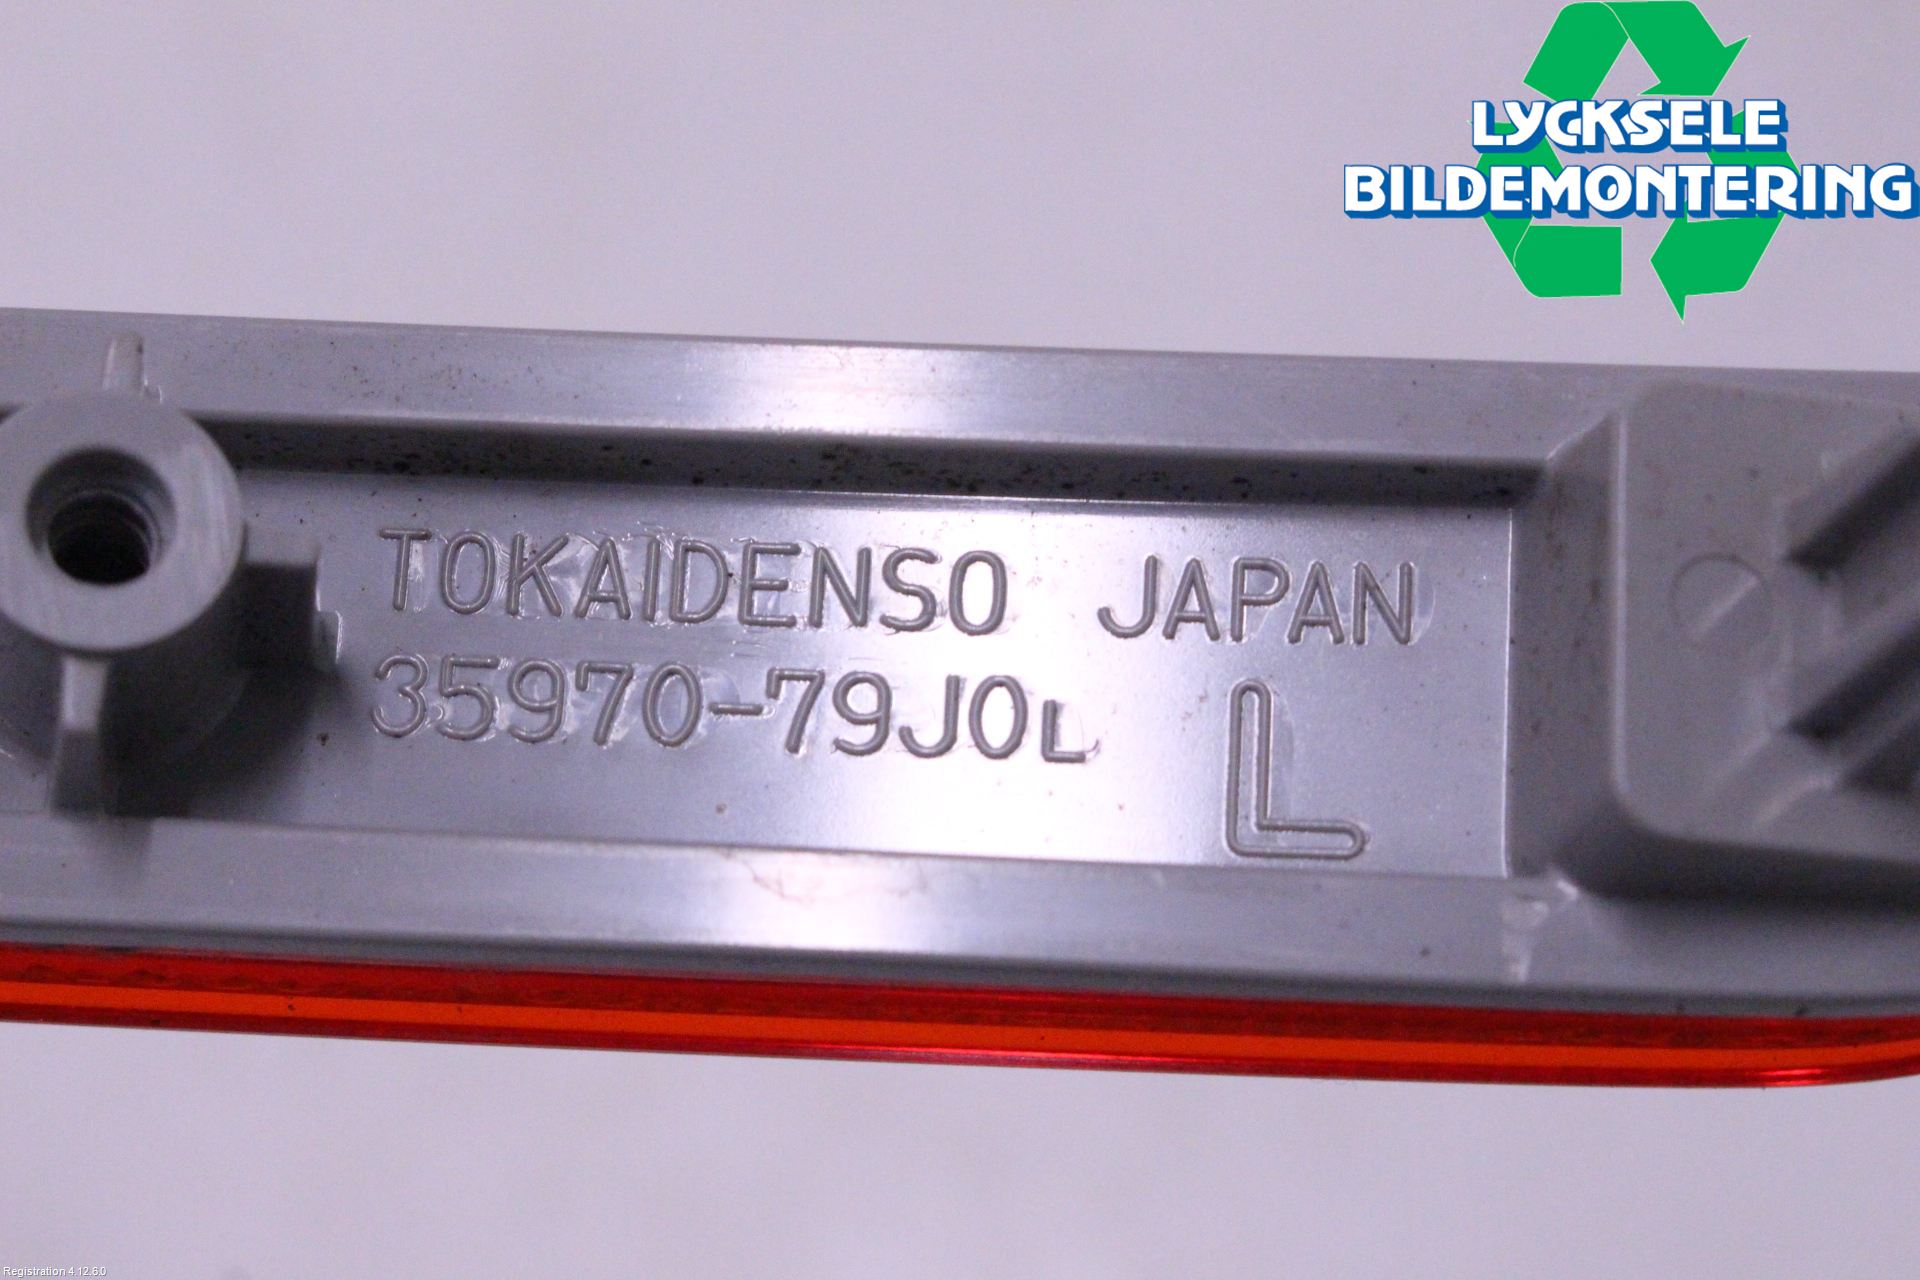 LYCKSELE
BILDEMONTERING
TOKAIDENSO JAPAN
35970-79J0L
L
Registration 4.12.6.0